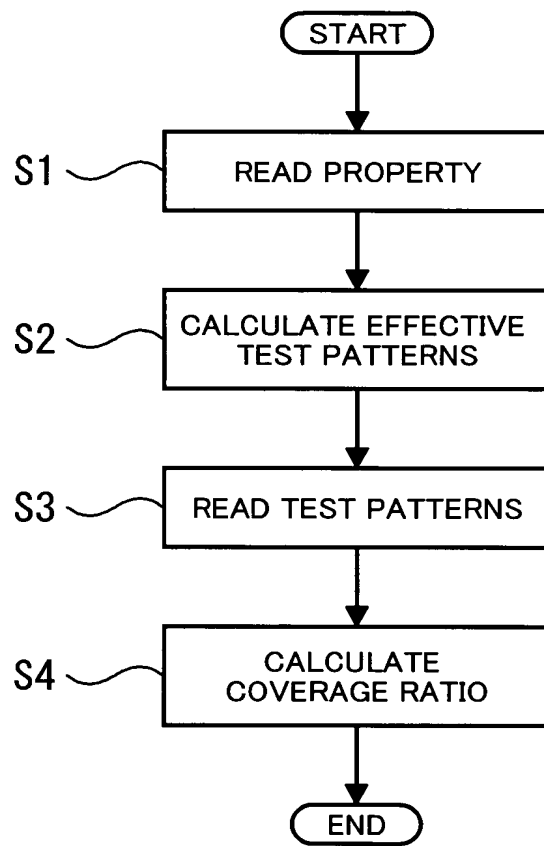 START
S1
READ PROPERTY
S2
CALCULATE EFFECTIVE
TEST PATTERNS
S3
READ TEST PATTERNS
S4
CALCULATE
COVERAGE RATIO
END